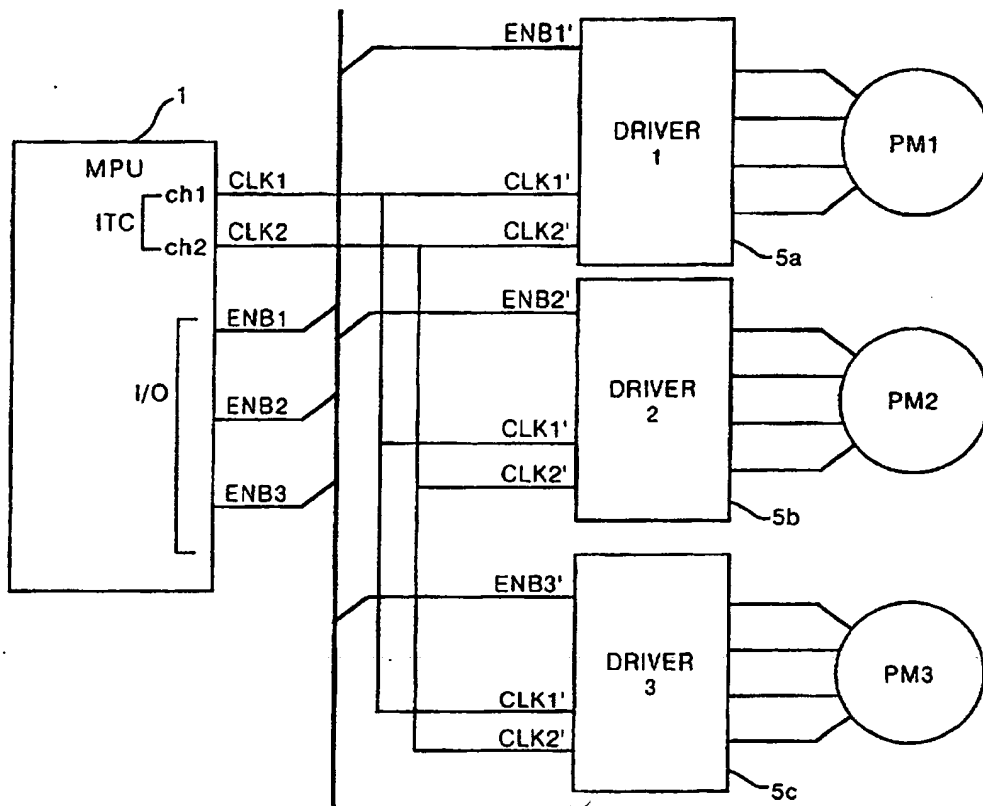 1
MPU
ITC
ch1
ch2
I/O
CLK1
CLK2
ENB1
ENB2
ENB3
ENB1'
CLK1'
CLK2'
DRIVER
1
PM1
5a
ENB2'
CLK1'
CLK2'
DRIVER
2
PM2
5b
ENB3'
CLK1'
CLK2'
DRIVER
3
PM3
5c